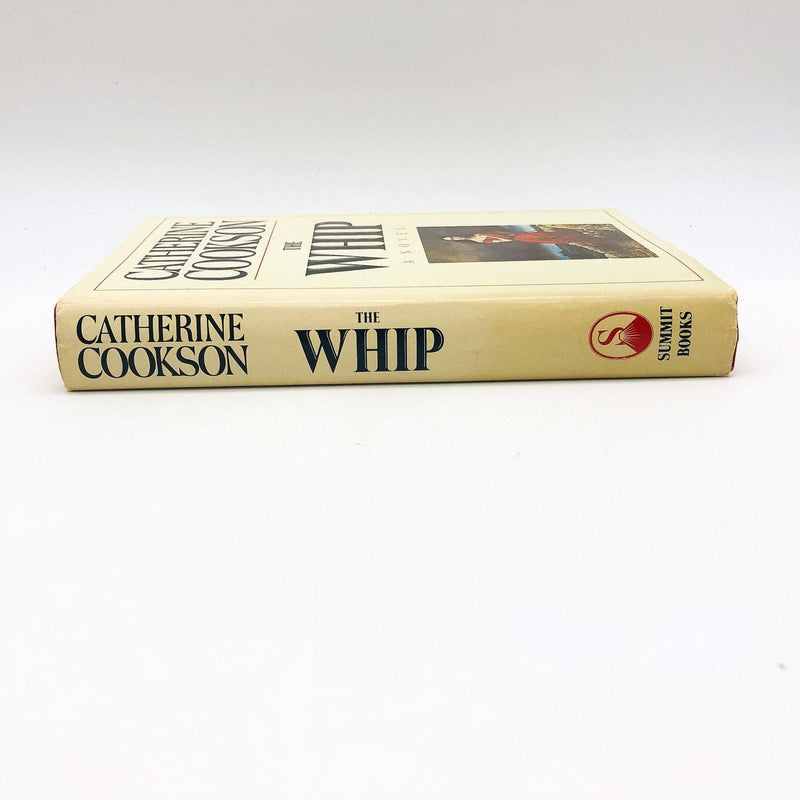 CATHERINE
COOKSON
THE
WHIP
A NOVEL
CATHERINE
COOKSON
THE
WHIP
S
SUMMIT
BOOKS